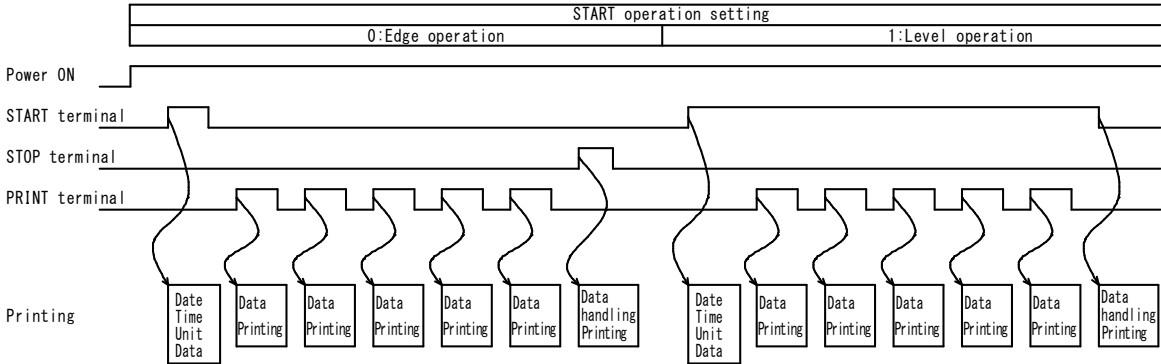 START operation setting
0:Edge operation
1:Level operation
Power ON
START terminal
STOP terminal
PRINT terminal
Printing
Date
Time
Unit
Data
Data
Printing
Data
Printing
Data
Printing
Data
Printing
Data
Printing
Data
handling
Printing
Date
Time
Unit
Data
Data
Printing
Data
Printing
Data
Printing
Data
Printing
Data
Printing
Data
handling
Printing